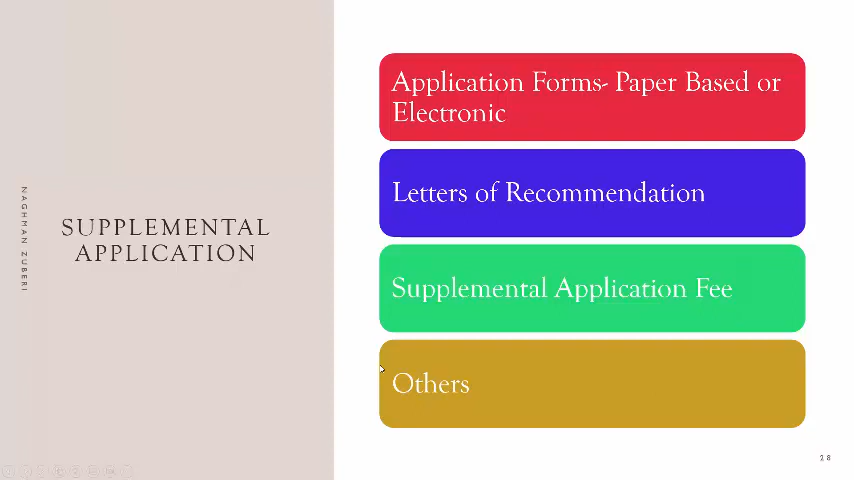 NAGHMAN ZUBERI
SUPPLEMENTAL
APPLICATION
Application Forms- Paper Based or
Electronic
Letters of Recommendation
Supplemental Application Fee
Others
28